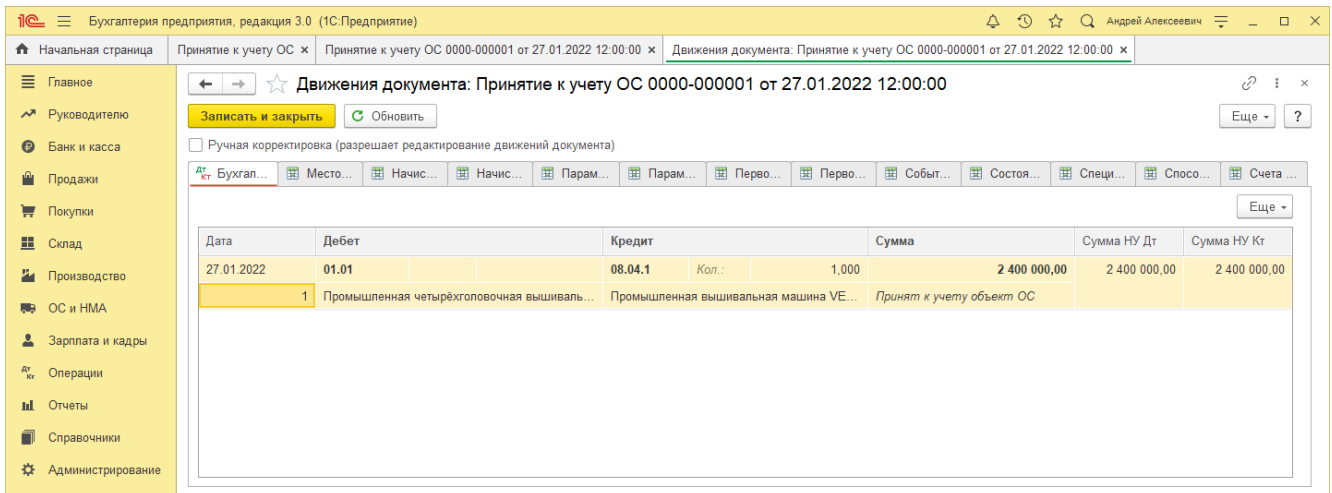 1С Бухгалтерия предприятия, редакция 3.0 (1С:Предприятие) Андрей Алексеевич
Начальная страница Принятие к учету ОС × Принятие к учету ОС 0000-000001 от 27.01.2022 12:00:00 × Движения документа: Принятие к учету ОС 0000-000001 от 27.01.2022 12:00:00 ×
Главное
Руководителю
Банк и касса
Продажи
Покупки
Склад
Производство
ОС и НМА
Зарплата и кадры
Дт Кт Операции
Отчеты
Справочники
Администрирование
Движения документа: Принятие к учету ОС 0000-000001 от 27.01.2022 12:00:00
Записать и закрыть Обновить Еще ?
Ручная корректировка (разрешает редактирование движений документа)
Дт Кт Бухгал... Место... Начис... Начис... Парам... Парам... Перво... Перво... Событ... Состоя... Специ... Спосо... Счета ...
Еще
Дата Дебет Кредит Сумма Сумма НУ Дт Сумма НУ Кт
27.01.2022 01.01 08.04.1 Кол.: 1,000 2 400 000,00 2 400 000,00 2 400 000,00
1 Промышленная четырёхголовочная вышиваль... Промышленная вышивальная машина VE... Принят к учету объект ОС